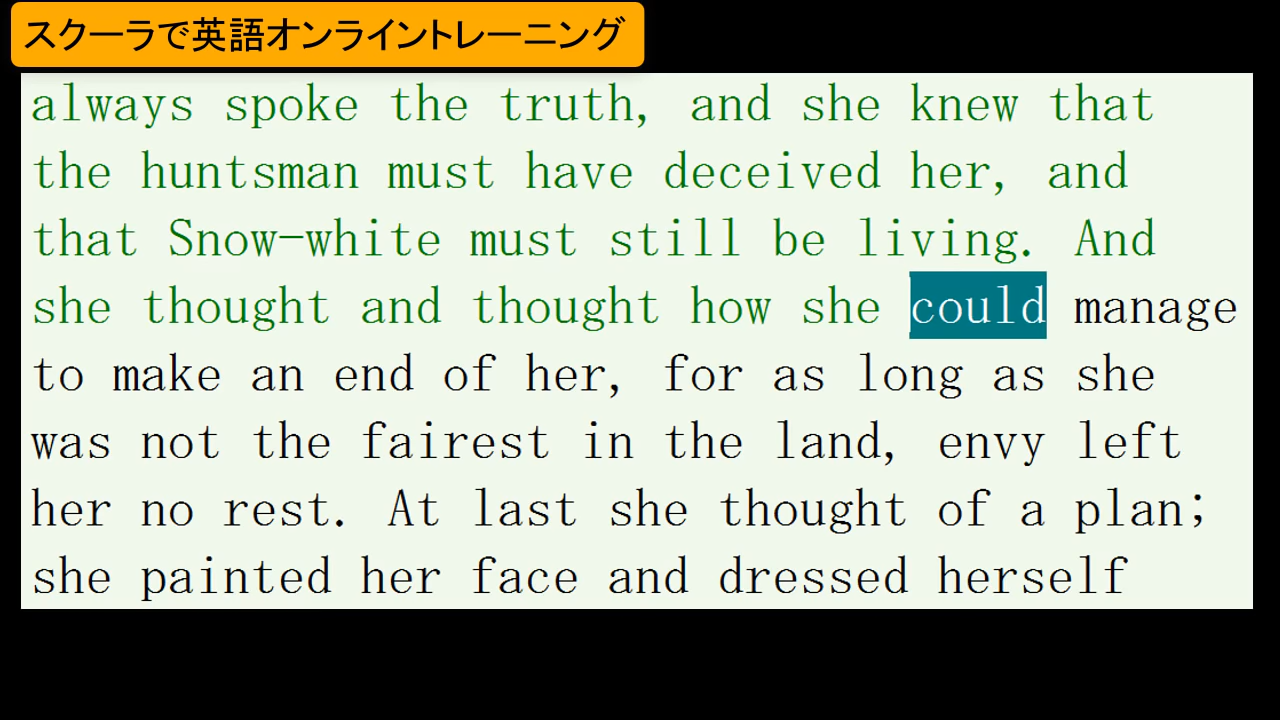 スクーラで英語オンライントレーニング
always spoke the truth, and she knew that
the huntsman must have deceived her, and
that Snow-white must still be living. And
she thought and thought how she could manage
to make an end of her, for as long as she
was not the fairest in the land, envy left
her no rest. At last she thought of a plan;
she painted her face and dressed herself